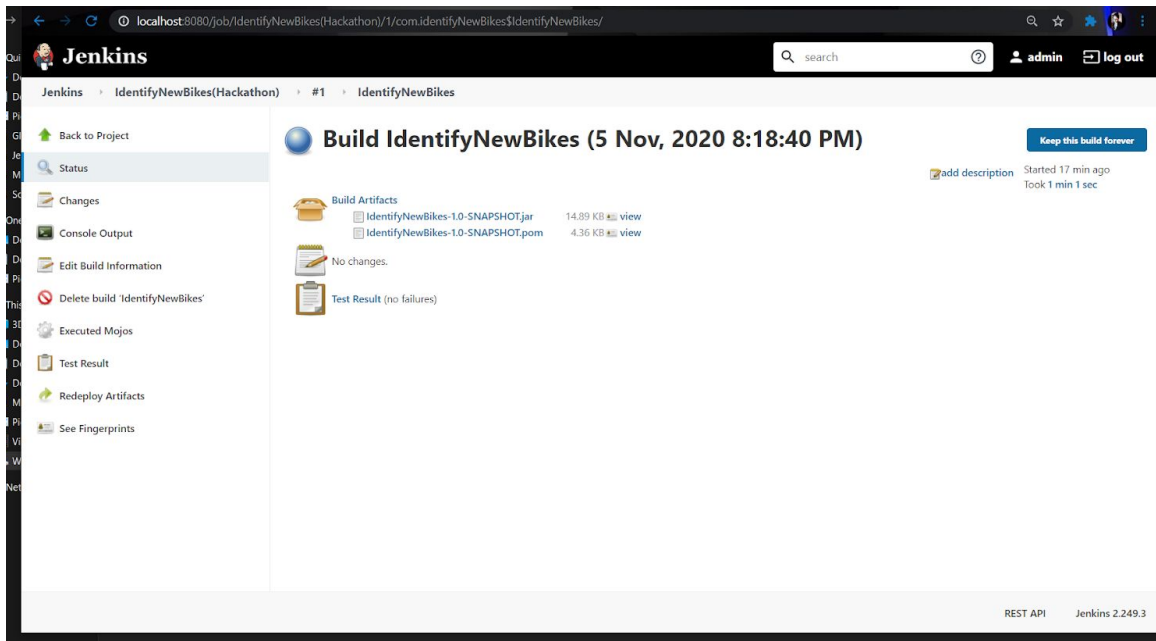 localhost:8080/job/IdentifyNewBikes(Hackathon)/1/com.identifyNewBikes$IdentifyNewBikes/
Jenkins
search
admin
log out
Jenkins
IdentifyNewBikes(Hackathon)
#1
IdentifyNewBikes
Back to Project
Status
Changes
Console Output
Edit Build Information
Delete build ‘IdentifyNewBikes’
Executed Mojos
Test Result
Redeploy Artifacts
See Fingerprints
Build IdentifyNewBikes (5 Nov, 2020 8:18:40 PM)
Keep this build forever
add description
Started 17 min ago
Took 1 min 1 sec
Build Artifacts
IdentifyNewBikes-1.0-SNAPSHOT.jar 14.89 KB view
IdentifyNewBikes-1.0-SNAPSHOT.pom 4.36 KB view
No changes.
Test Result (no failures)
REST API Jenkins 2.249.3